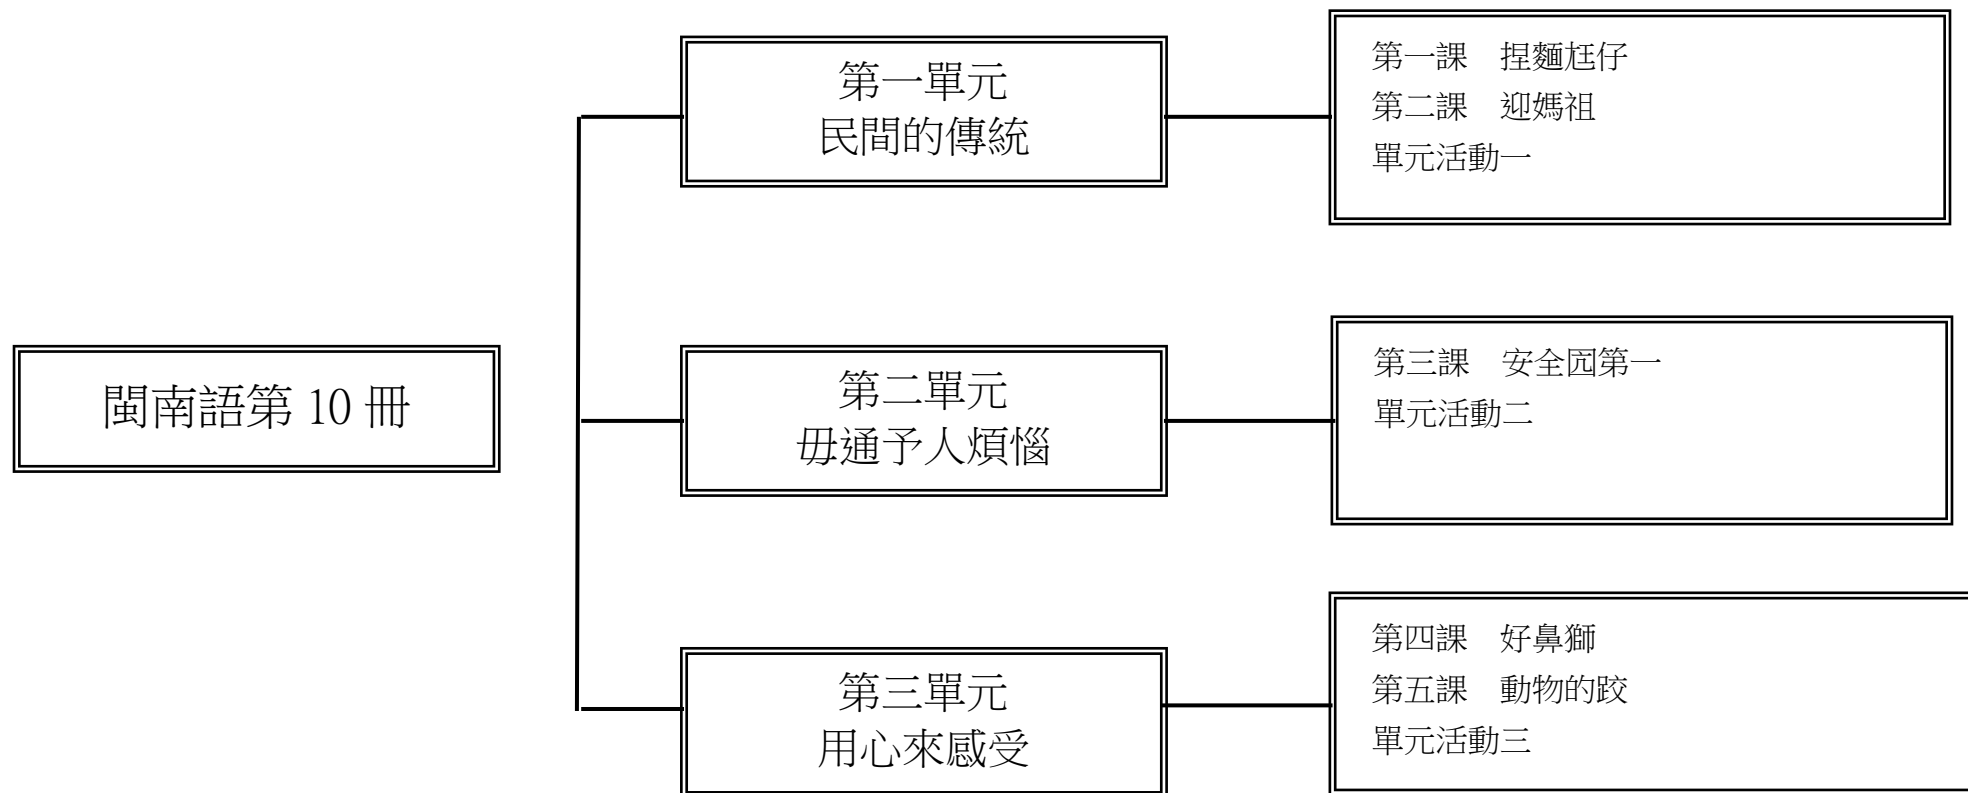 閩南語第 10 冊
第一單元
民間的傳統
第一課 捏麵尪仔
第二課 迎媽祖
單元活動一
第二單元
毋通予人煩惱
第三課 安全囥第一
單元活動二
第三單元
用心來感受
第四課 好鼻獅
第五課 動物的跤
單元活動三